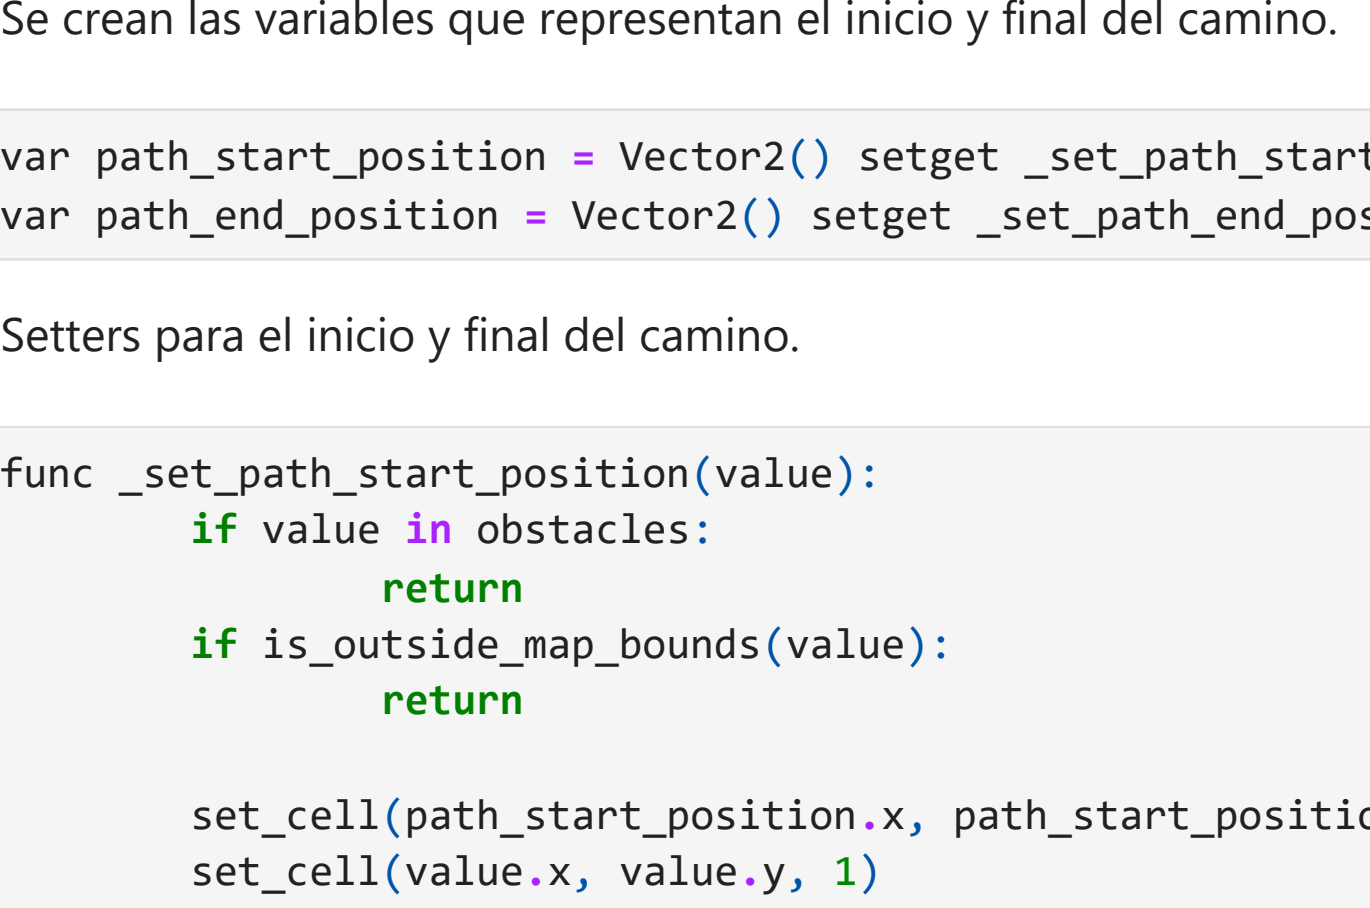 Se crean las variables que representan el inicio y final del camino.
var path_start_position = Vector2() setget _set_path_start
var path_end_position = Vector2() setget _set_path_end_pos
Setters para el inicio y final del camino.
func _set_path_start_position(value):
if value in obstacles:
return
if is_outside_map_bounds(value):
return
set_cell(path_start_position.x, path_start_positio
set_cell(value.x, value.y, 1)